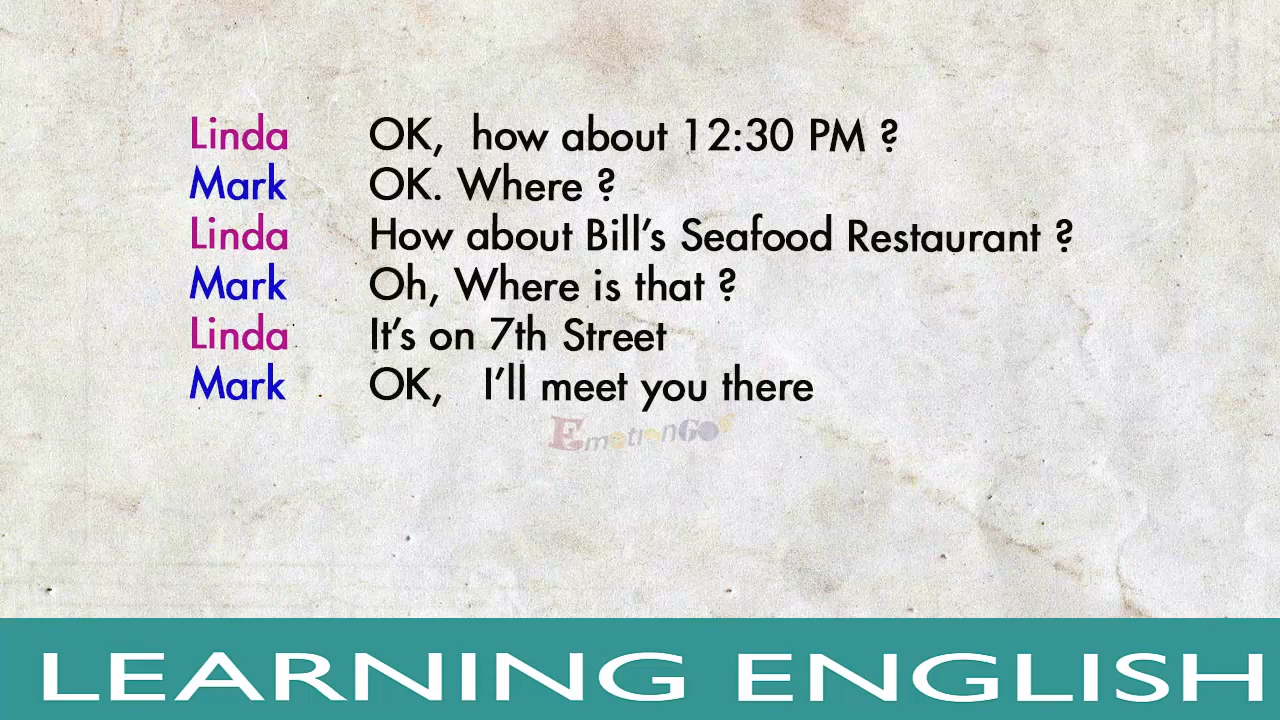 Linda OK, how about 12:30 PM ?
Mark OK. Where ?
Linda How about Bill's Seafood Restaurant ?
Mark Oh, Where is that ?
Linda It's on 7th Street
Mark OK, I'll meet you there
EmotionGO
LEARNING ENGLISH